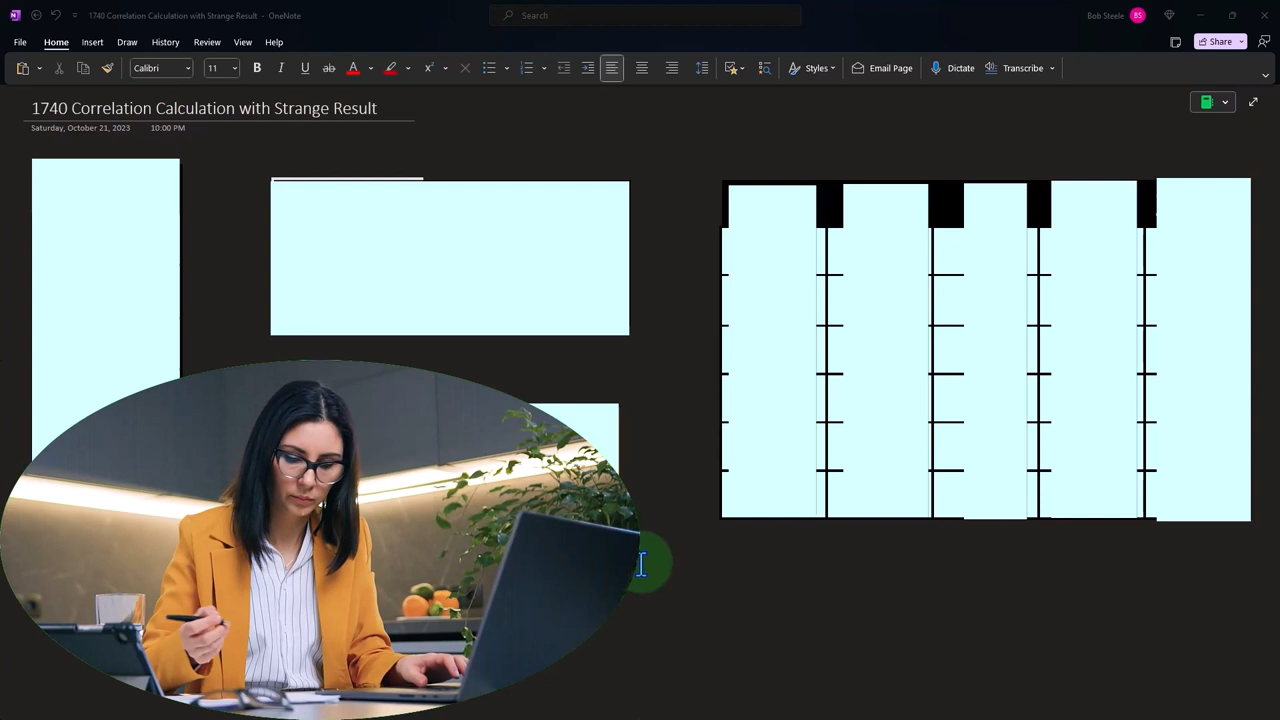 1740 Correlation Calculation with Strange Result - OneNote
Search
Bob Steele
BS
File Home Insert Draw History Review View Help
Share
Calibri
11
B I U ab A x
Styles
Email Page
Dictate
Transcribe
1740 Correlation Calculation with Strange Result
Saturday, October 21, 2023 10:00 PM